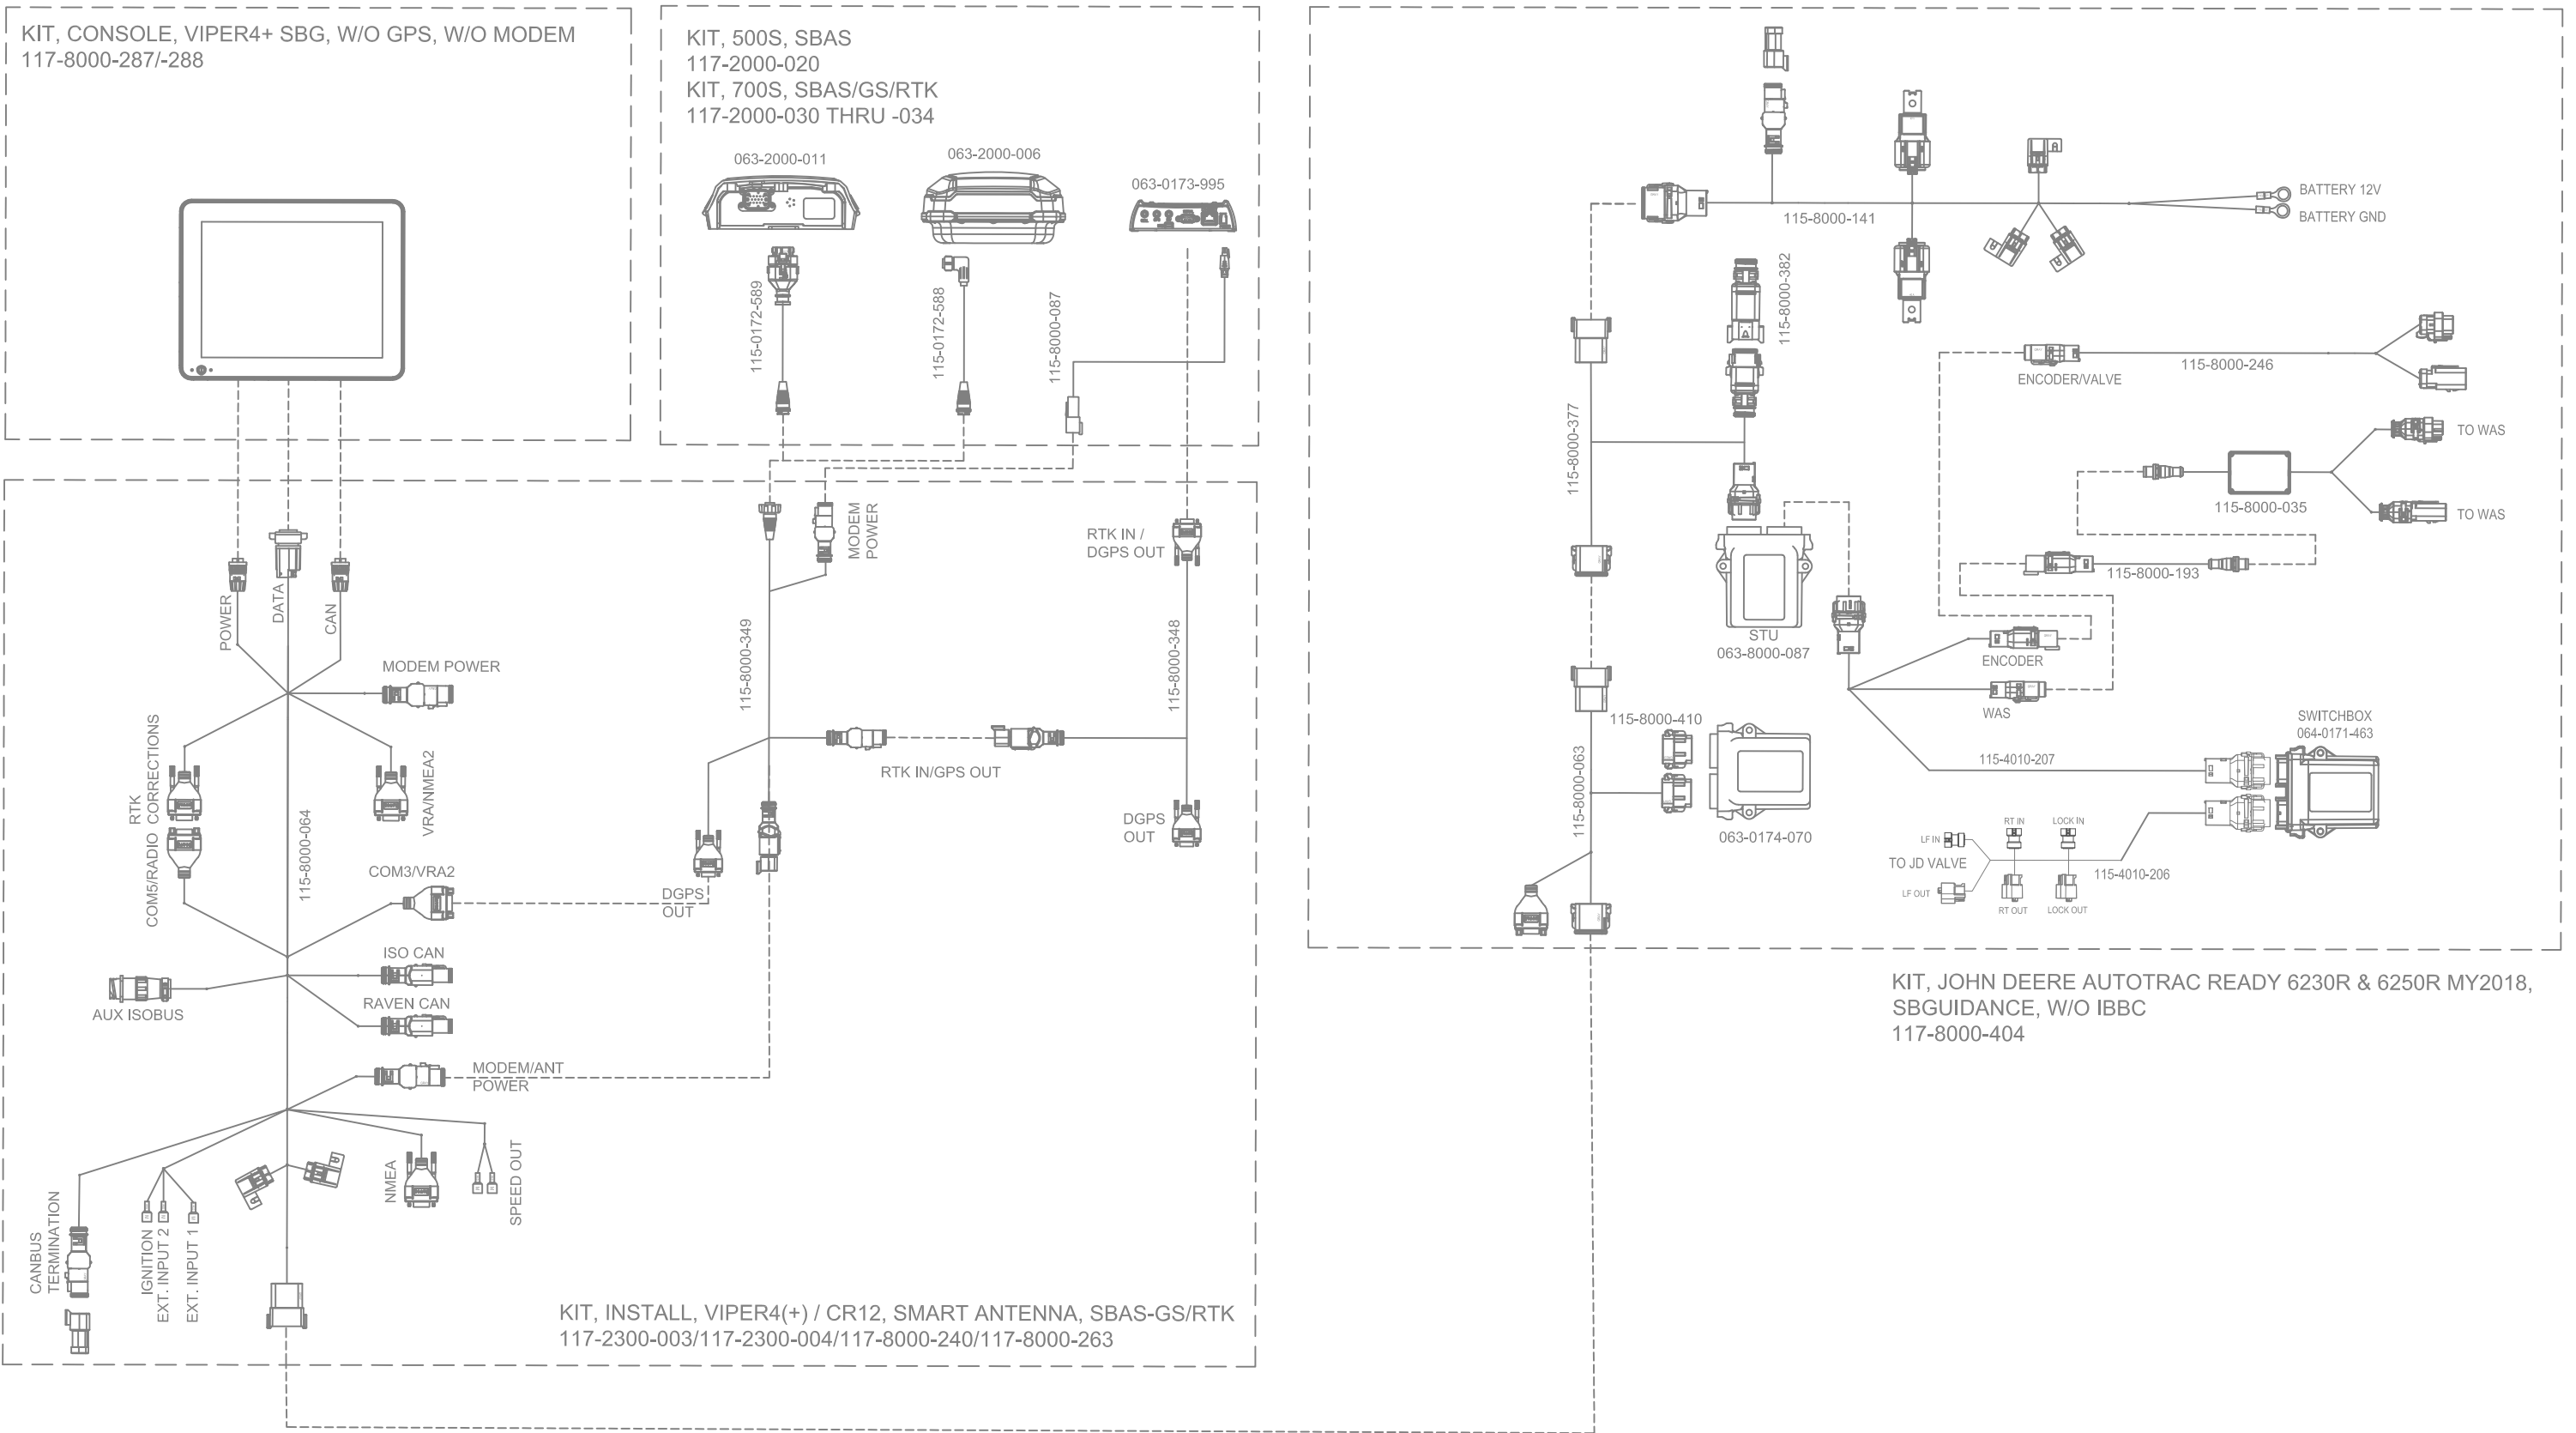 KIT, CONSOLE, VIPER4+ SBG, W/O GPS, W/O MODEM
117-8000-287/-288
KIT, 500S, SBAS
117-2000-020
KIT, 700S, SBAS/GS/RTK
117-2000-030 THRU -034
063-2000-011
063-2000-006
063-0173-995
115-0172-589
115-0172-588
115-8000-087
POWER
DATA
CAN
MODEM POWER
RTK
COM5/RADIO CORRECTIONS
VRA/NMEA2
115-8000-064
COM3/VRA2
ISO CAN
AUX ISOBUS
RAVEN CAN
MODEM/ANT
POWER
CANBUS
TERMINATION
IGNITION
EXT. INPUT 2
EXT. INPUT 1
NMEA
SPEED OUT
MODEM
POWER
RTK IN /
DGPS OUT
115-8000-349
115-8000-348
RTK IN/GPS OUT
DGPS
OUT
DGPS
OUT
KIT, INSTALL, VIPER4(+) / CR12, SMART ANTENNA, SBAS-GS/RTK
117-2300-003/117-2300-004/117-8000-240/117-8000-263
115-8000-141
BATTERY 12V
BATTERY GND
115-8000-382
115-8000-377
ENCODER/VALVE
115-8000-246
TO WAS
115-8000-035
TO WAS
115-8000-193
STU
063-8000-087
ENCODER
WAS
115-8000-410
115-8000-063
063-0174-070
SWITCHBOX
064-0171-463
115-4010-207
RT IN
LOCK IN
LF IN
TO JD VALVE
115-4010-206
LF OUT
RT OUT
LOCK OUT
KIT, JOHN DEERE AUTOTRAC READY 6230R & 6250R MY2018,
SBGUIDANCE, W/O IBBC
117-8000-404